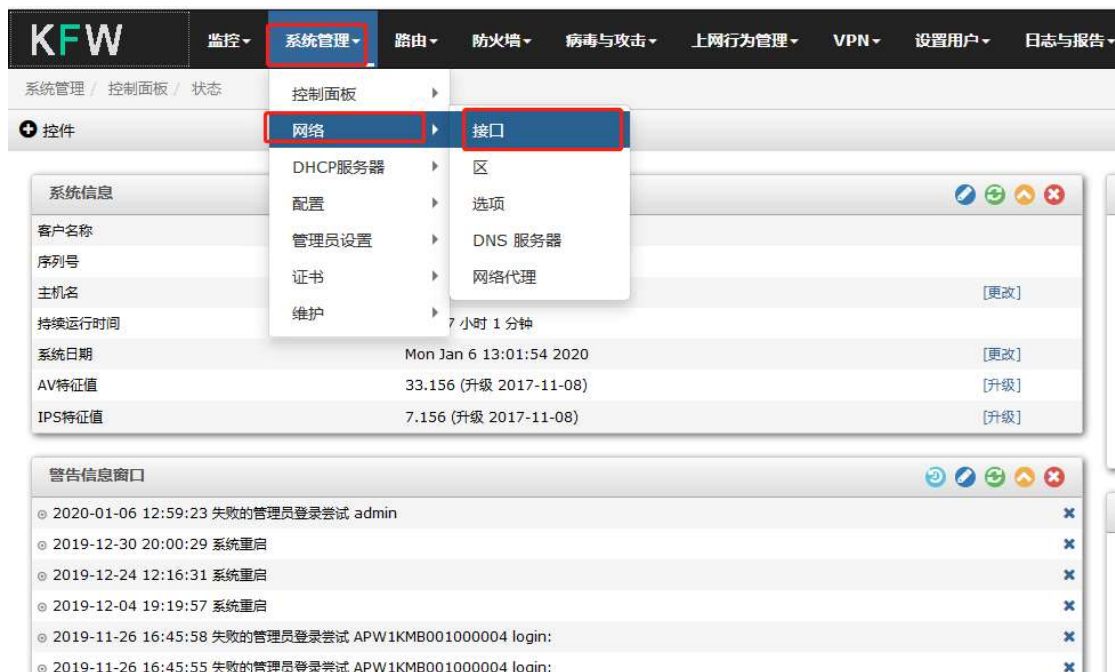 KFW 监控 系统管理 路由 防火墙 病毒与攻击 上网行为管理 VPN 设置用户 日志与报告
系统管理 / 控制面板 / 状态
控件
控制面板
网络
DHCP服务器
配置
管理员设置
证书
维护
接口
区
选项
DNS 服务器
网络代理
系统信息
客户名称
序列号
主机名 [更改]
持续运行时间 7 小时 1 分钟
系统日期 Mon Jan 6 13:01:54 2020 [更改]
AV特征值 33.156 (升级 2017-11-08) [升级]
IPS特征值 7.156 (升级 2017-11-08) [升级]
警告信息窗口
2020-01-06 12:59:23 失败的管理员登录尝试 admin
2019-12-30 20:00:29 系统重启
2019-12-24 12:16:31 系统重启
2019-12-04 19:19:57 系统重启
2019-11-26 16:45:58 失败的管理员登录尝试 APW1KMB001000004 login:
2019-11-26 16:45:55 失败的管理员登录尝试 APW1KMB001000004 login: